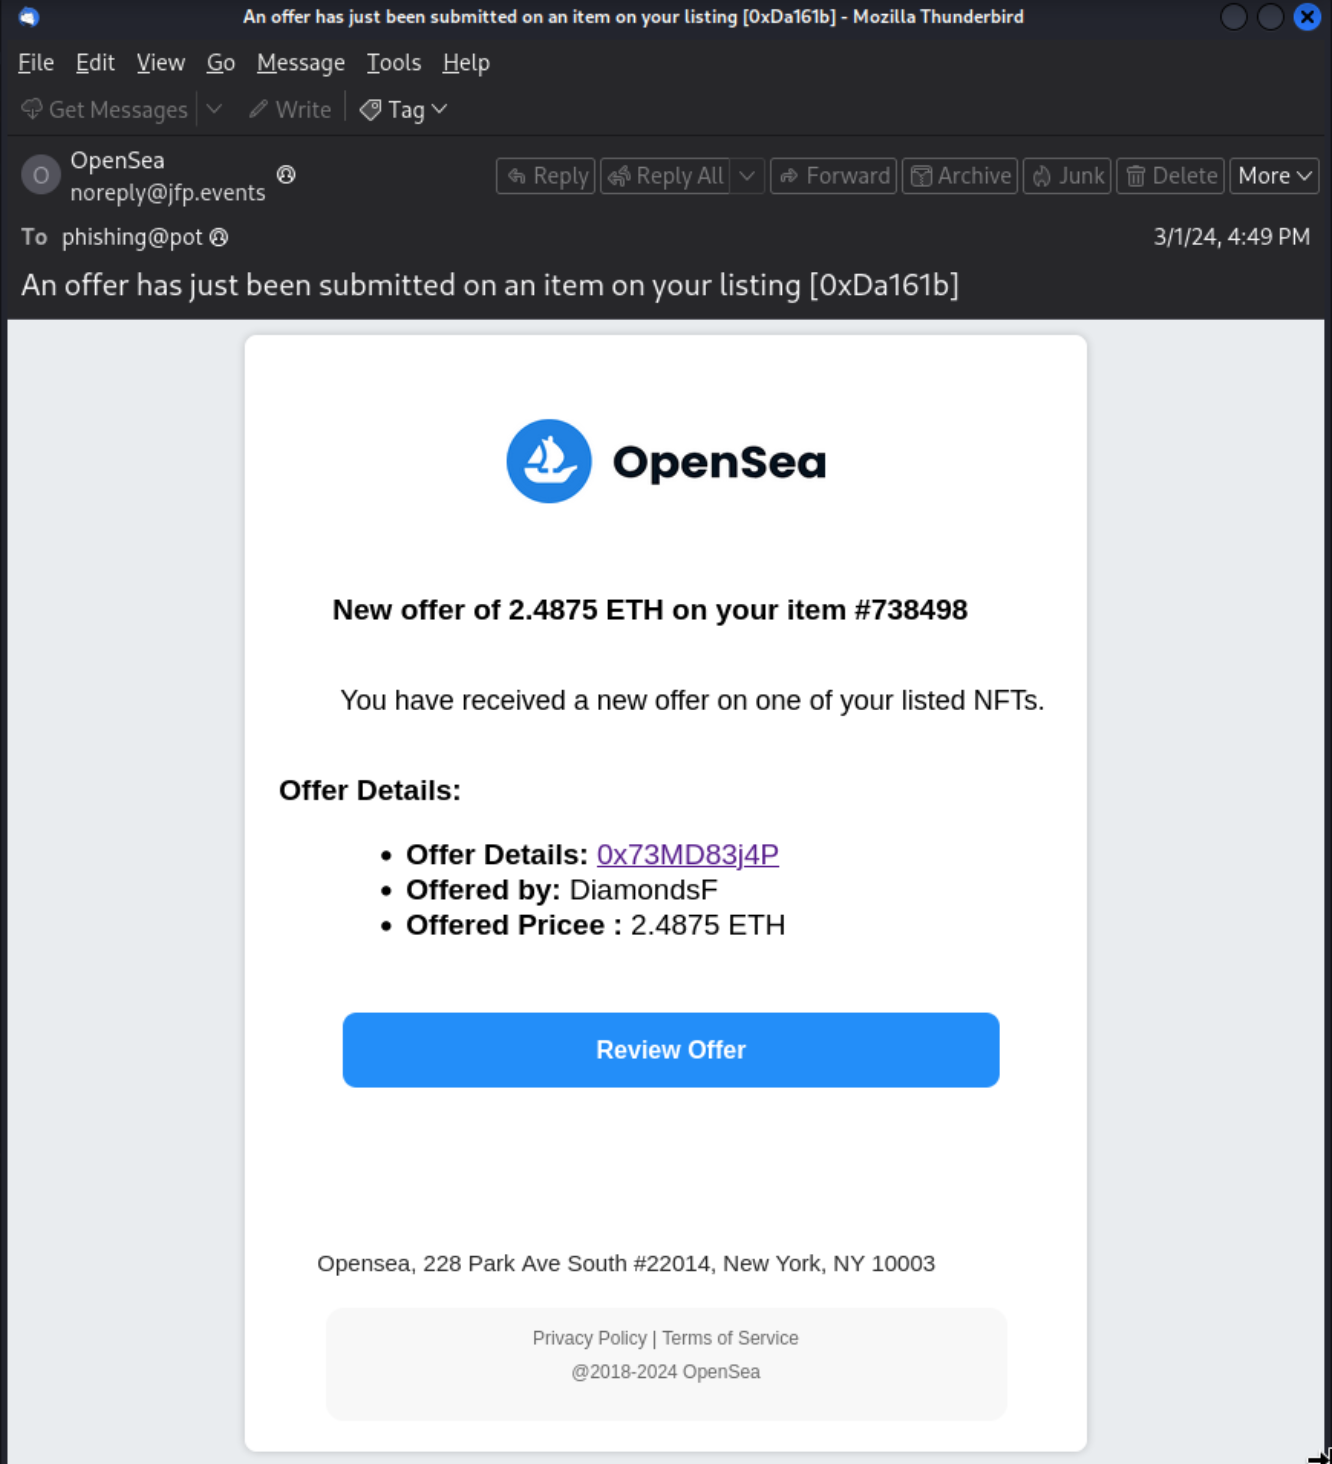 An offer has just been submitted on an item on your listing [0xDa161b] - Mozilla Thunderbird
File Edit View Go Message Tools Help
Get Messages Write Tag
O
OpenSea
noreply@jfp.events
Reply Reply All Forward Archive Junk Delete More
To phishing@pot
3/1/24, 4:49 PM
An offer has just been submitted on an item on your listing [0xDa161b]
OpenSea
New offer of 2.4875 ETH on your item #738498
You have received a new offer on one of your listed NFTs.
Offer Details:
• Offer Details: 0x73MD83j4P
• Offered by: DiamondsF
• Offered Pricee : 2.4875 ETH
Review Offer
Opensea, 228 Park Ave South #22014, New York, NY 10003
Privacy Policy | Terms of Service
@2018-2024 OpenSea